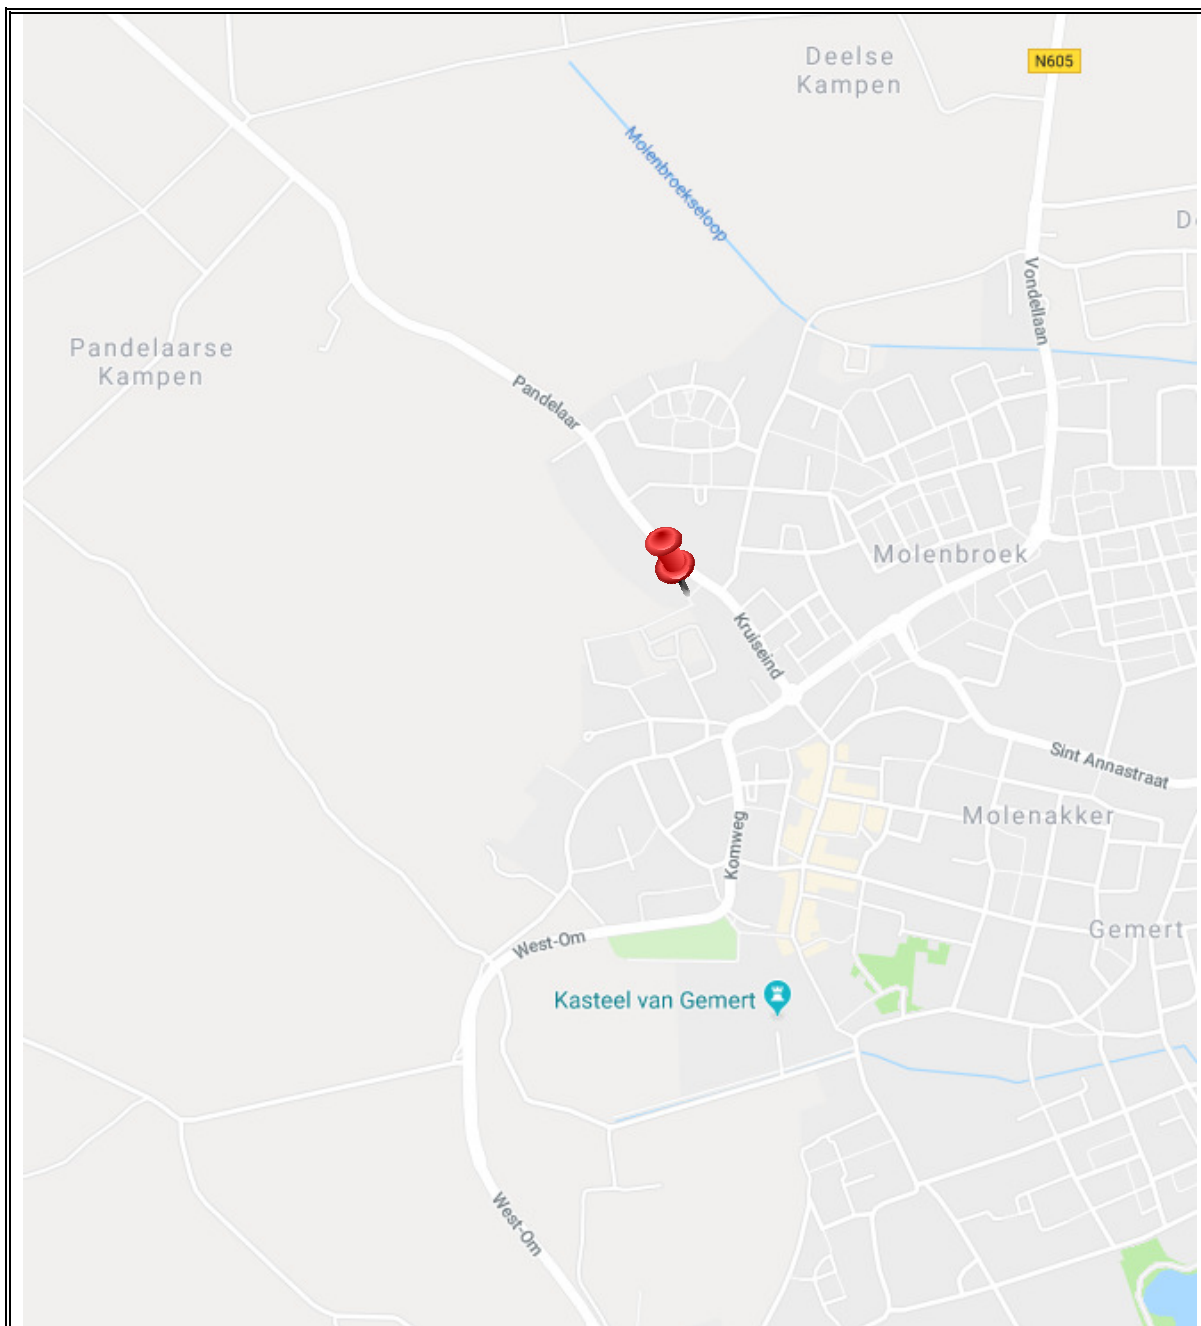 Deelse
Kampen
N605
Molenbroekseloop
Vondellaan
Pandelaarse
Kampen
Pandelaar
Molenbroek
Kruiseind
Sint Annastraat
Molenakker
Komweg
Gemert
West-Om
Kasteel van Gemert
West-Om